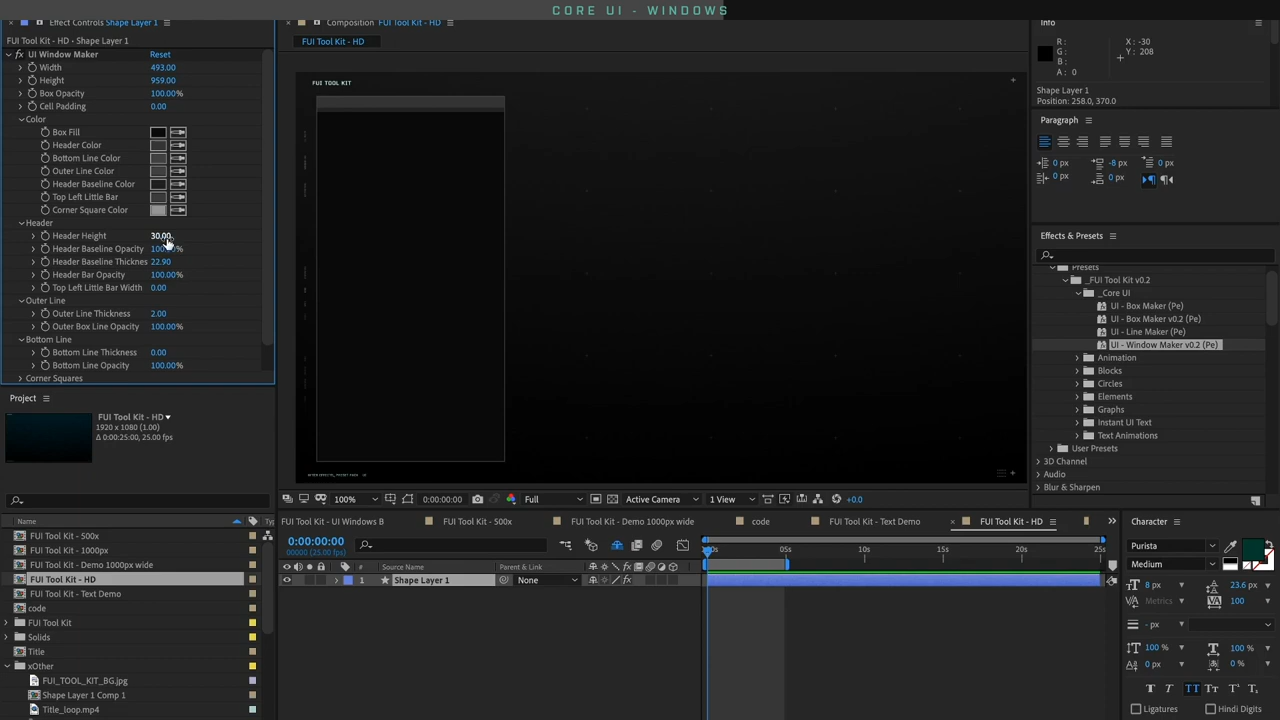 CORE UI - WINDOWS
Effect Controls Shape Layer 1
FUI Tool Kit - HD • Shape Layer 1
fx UI Window Maker Reset
Width 493.00
Height 959.00
Box Opacity 100.00%
Cell Padding 0.00
Color
Box Fill
Header Color
Bottom Line Color
Outer Line Color
Header Baseline Color
Top Left Little Bar
Corner Square Color
Header
Header Height 30.00
Header Baseline Opacity
Header Baseline Thicknes 22.90
Header Bar Opacity 100.00%
Top Left Little Bar Width 0.00
Outer Line
Outer Line Thickness 2.00
Outer Box Line Opacity 100.00%
Bottom Line
Bottom Line Thickness 0.00
Bottom Line Opacity 100.00%
Corner Squares
Project
FUI Tool Kit - HD
1920 x 1080 (1.00)
Δ 0:00:25:00, 25.00 fps
Name
FUI Tool Kit - 500x
FUI Tool Kit - 1000px
FUI Tool Kit - Demo 1000px wide
FUI Tool Kit - HD
FUI Tool Kit - Text Demo
code
FUI Tool Kit
Solids
Title
xOther
FUI_TOOL_KIT_BG.jpg
Shape Layer 1 Comp 1
Title_loop.mp4
Composition FUI Tool Kit - HD
FUI Tool Kit - HD
FUI TOOL KIT
100% 0:00:00:00 Full Active Camera 1 View +0.0
FUI Tool Kit - UI Windows B FUI Tool Kit - 500x FUI Tool Kit - Demo 1000px wide code FUI Tool Kit - Text Demo FUI Tool Kit - HD
0:00:00:00
00000 (25.00 fps)
05s 10s 15s 20s 25s
# Source Name Parent & Link
1 Shape Layer 1 None
Info
R :
G :
B :
A : 0
X : -30
Y : 208
Shape Layer 1
Position: 258.0, 370.0
Paragraph
0 px -8 px 0 px
0 px 0 px
Effects & Presets
Presets
_FUI Tool Kit v0.2
_Core UI
UI - Box Maker (Pe)
UI - Box Maker v0.2 (Pe)
UI - Line Maker (Pe)
UI - Window Maker v0.2 (Pe)
Animation
Blocks
Circles
Elements
Graphs
Instant UI Text
Text Animations
User Presets
3D Channel
Audio
Blur & Sharpen
Character
Purista
Medium
8 px 23.6 px
Metrics 100
- px
100 % 100 %
0 px 0 %
T T TT Tт T¹ T₁
Ligatures Hindi Digits